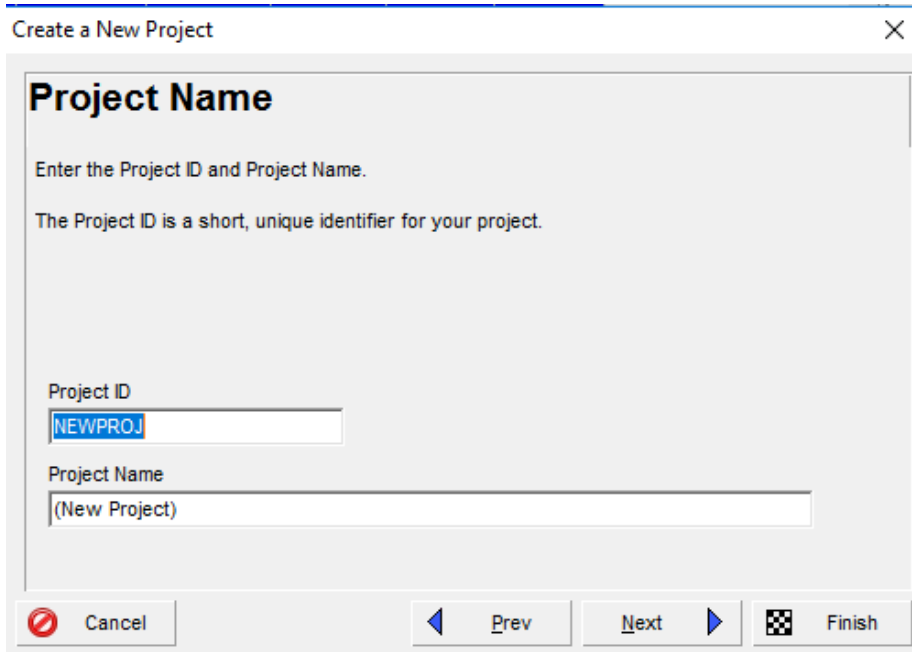 Create a New Project
Project Name
Enter the Project ID and Project Name.
The Project ID is a short, unique identifier for your project.
Project ID
NEWPROJ
Project Name
(New Project)
Cancel
Prev
Next
Finish